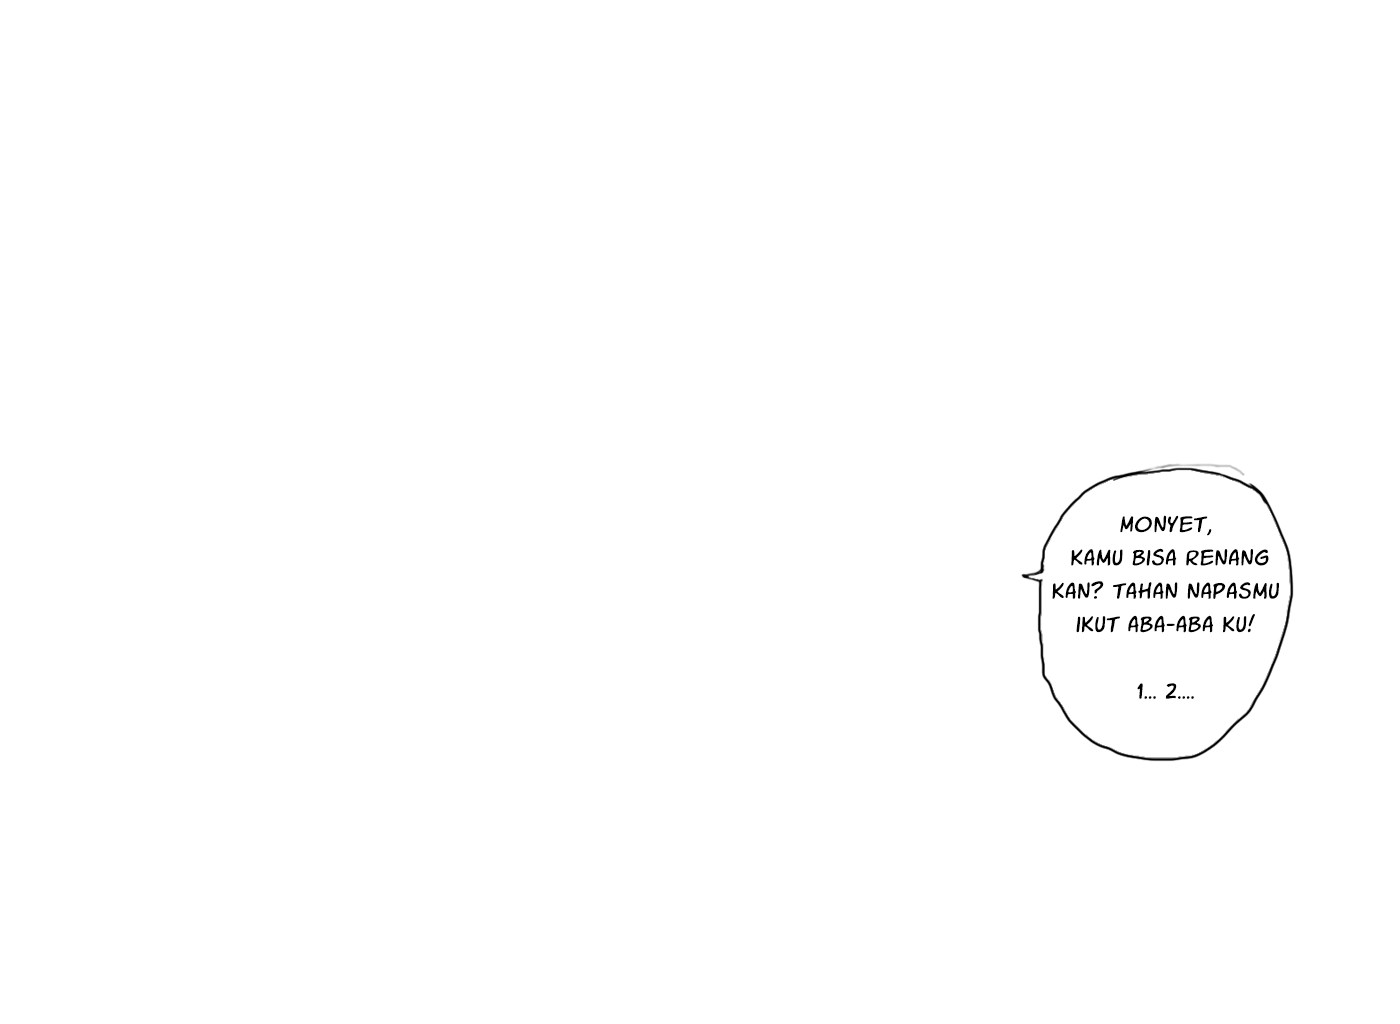 MONYET,
KAMU BISA RENANG
KAN? TAHAN NAPASMU
IKUT ABA-ABA KU!
1... 2....